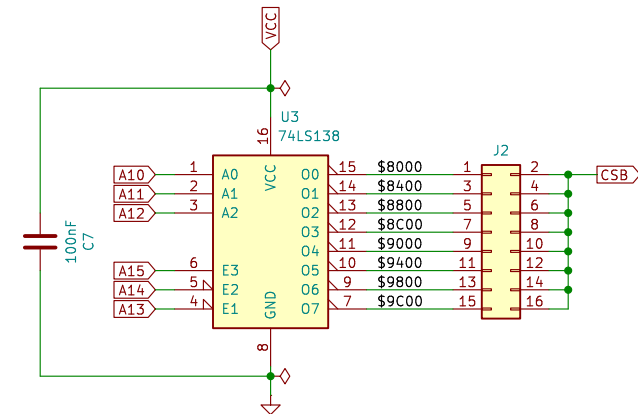 VCC
U3
74LS138
16
VCC
J2
A10 1 A0 O0 15 $8000 1 2 CSB
A11 2 A1 O1 14 $8400 3 4
A12 3 A2 O2 13 $8800 5 6
O3 12 $8C00 7 8
100nF
C7
O4 11 $9000 9 10
A15 6 E3 O5 10 $9400 11 12
A14 5 E2 O6 9 $9800 13 14
A13 4 E1 O7 7 $9C00 15 16
GND
8